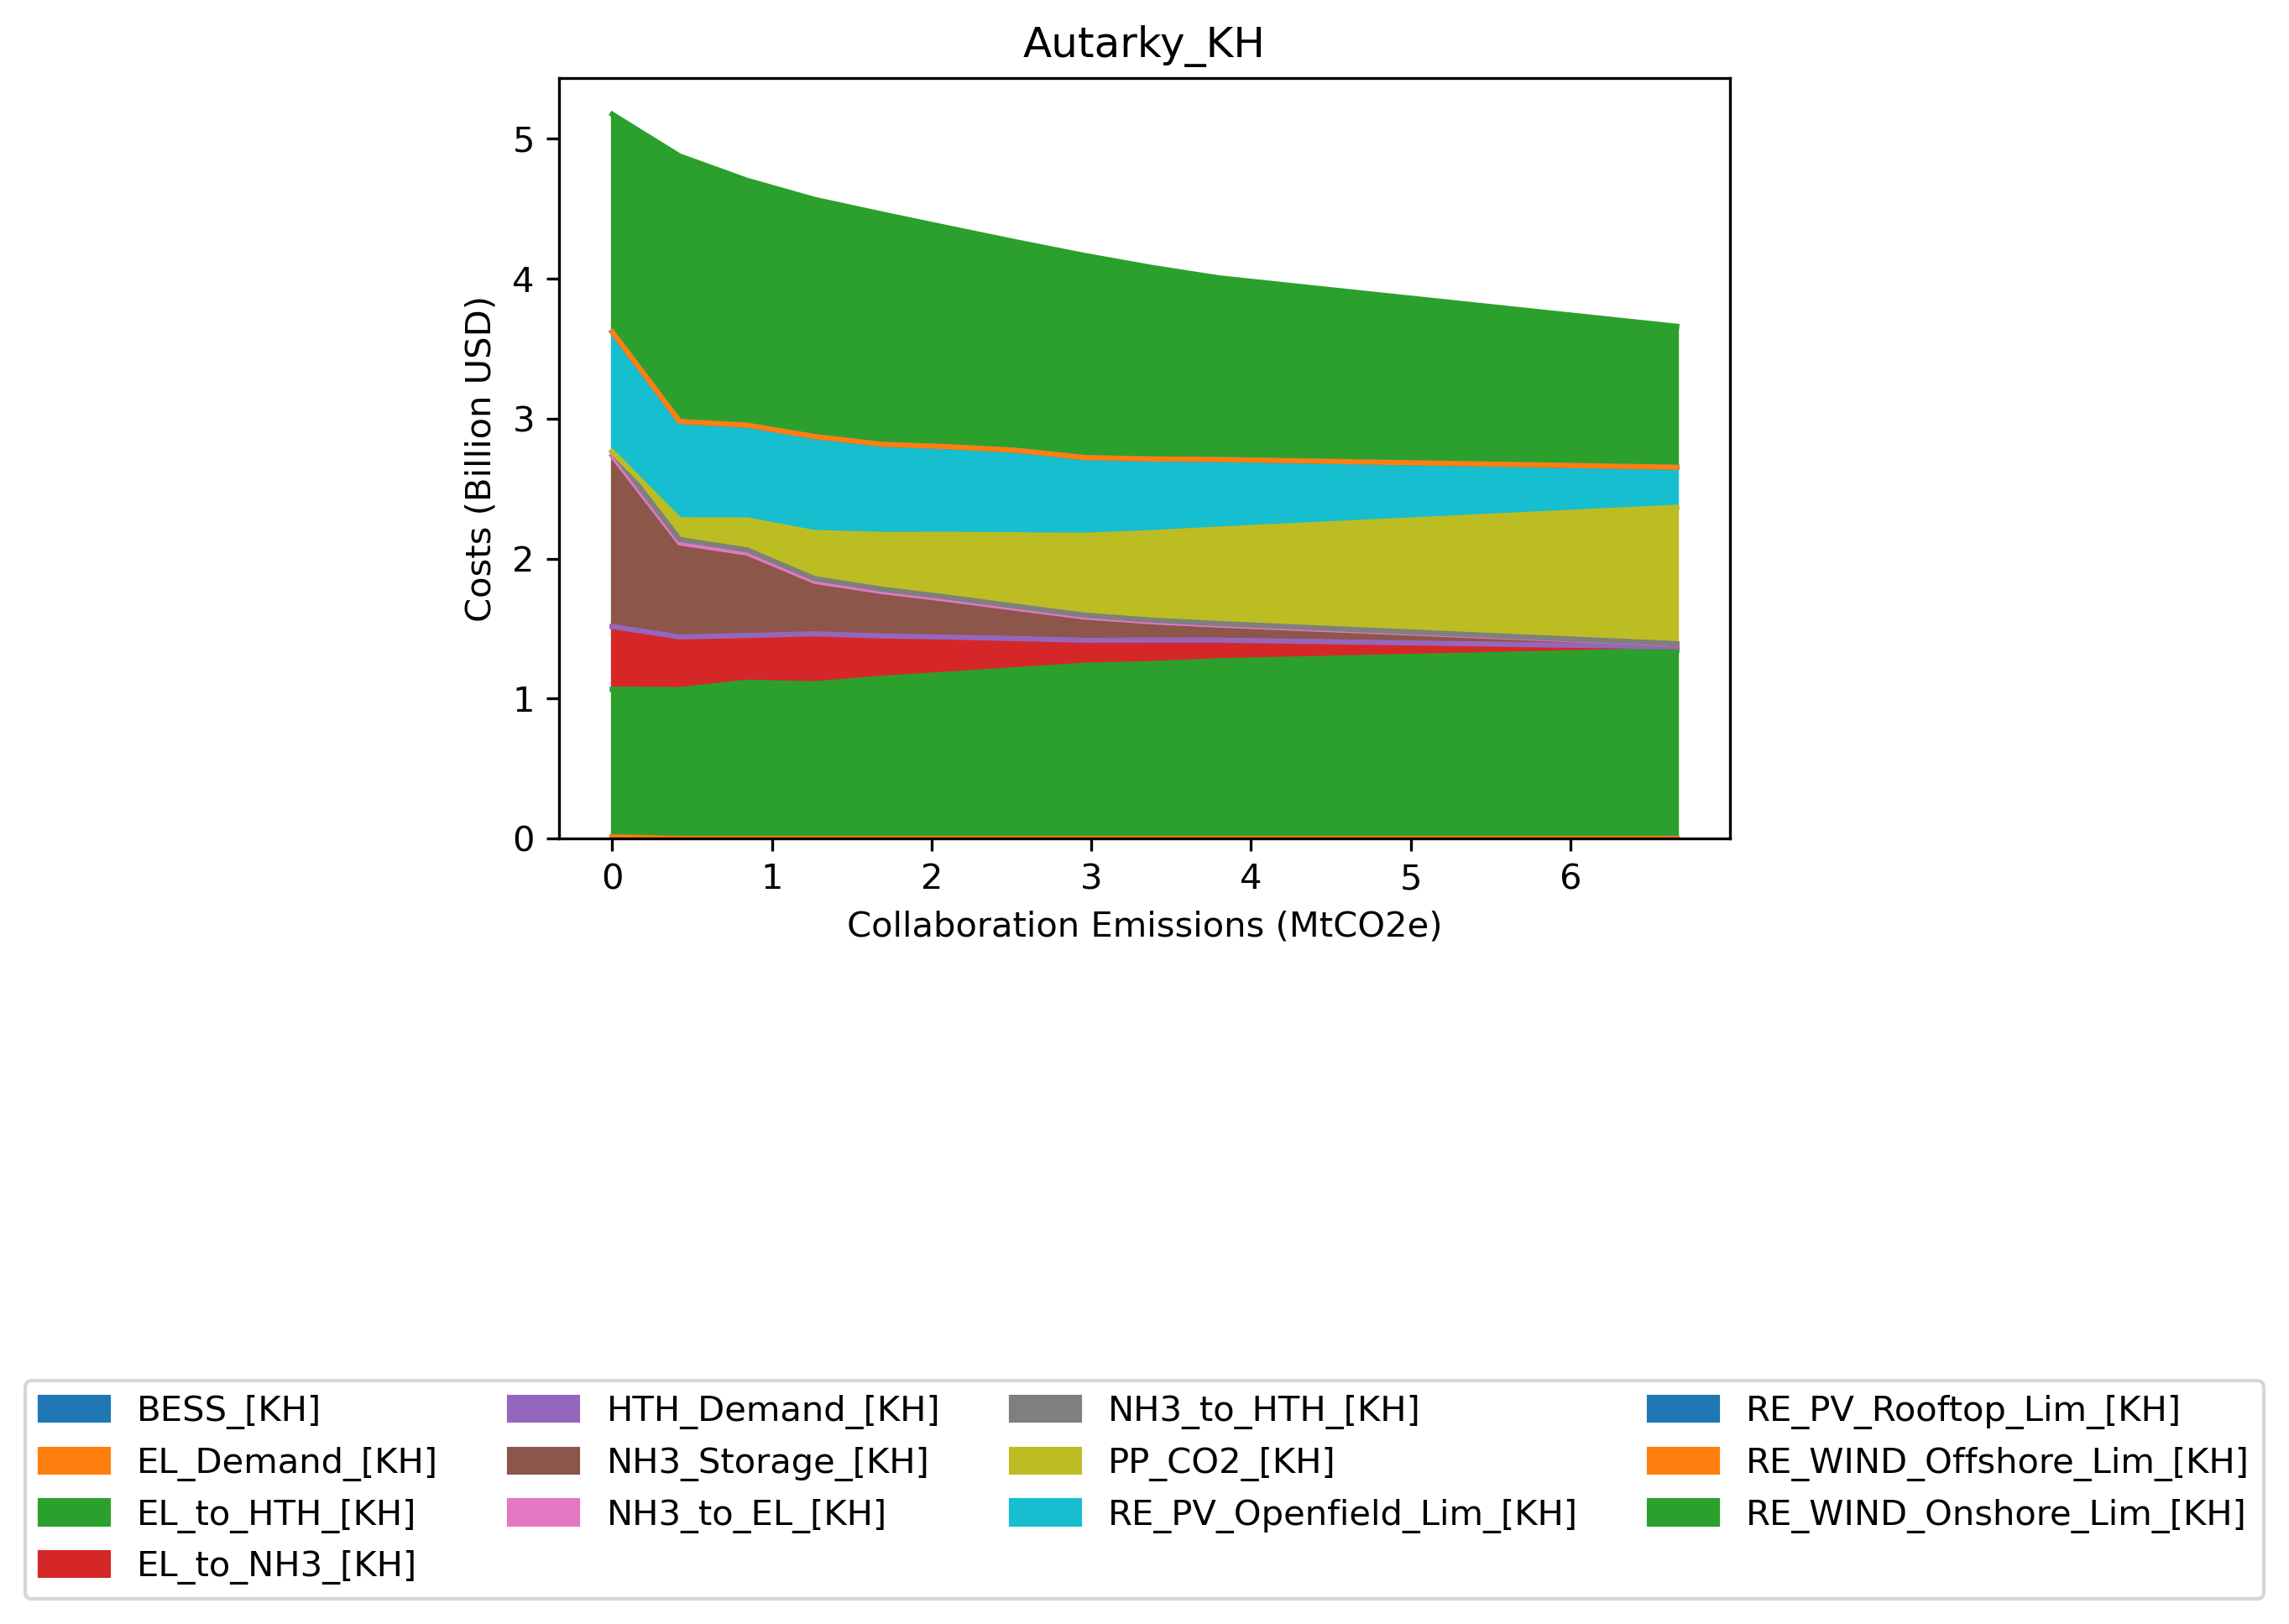 Autarky_KH
Costs (Billion USD)
5
4
3
2
1
0
0 1 2 3 4 5 6
Collaboration Emissions (MtCO2e)
BESS_[KH]
EL_Demand_[KH]
EL_to_HTH_[KH]
EL_to_NH3_[KH]
HTH_Demand_[KH]
NH3_Storage_[KH]
NH3_to_EL_[KH]
NH3_to_HTH_[KH]
PP_CO2_[KH]
RE_PV_Openfield_Lim_[KH]
RE_PV_Rooftop_Lim_[KH]
RE_WIND_Offshore_Lim_[KH]
RE_WIND_Onshore_Lim_[KH]